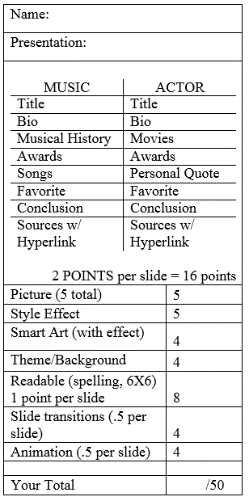 Name:
Presentation:
MUSIC ACTOR
Title Title
Bio Bio
Musical History Movies
Awards Awards
Songs Personal Quote
Favorite Favorite
Conclusion Conclusion
Sources w/ Sources w/
Hyperlink Hyperlink
2 POINTS per slide = 16 points
Picture (5 total) 5
Style Effect 5
Smart Art (with effect) 4
Theme/Background 4
Readable (spelling, 6X6)
1 point per slide 8
Slide transitions (.5 per
slide) 4
Animation (.5 per slide) 4
Your Total /50